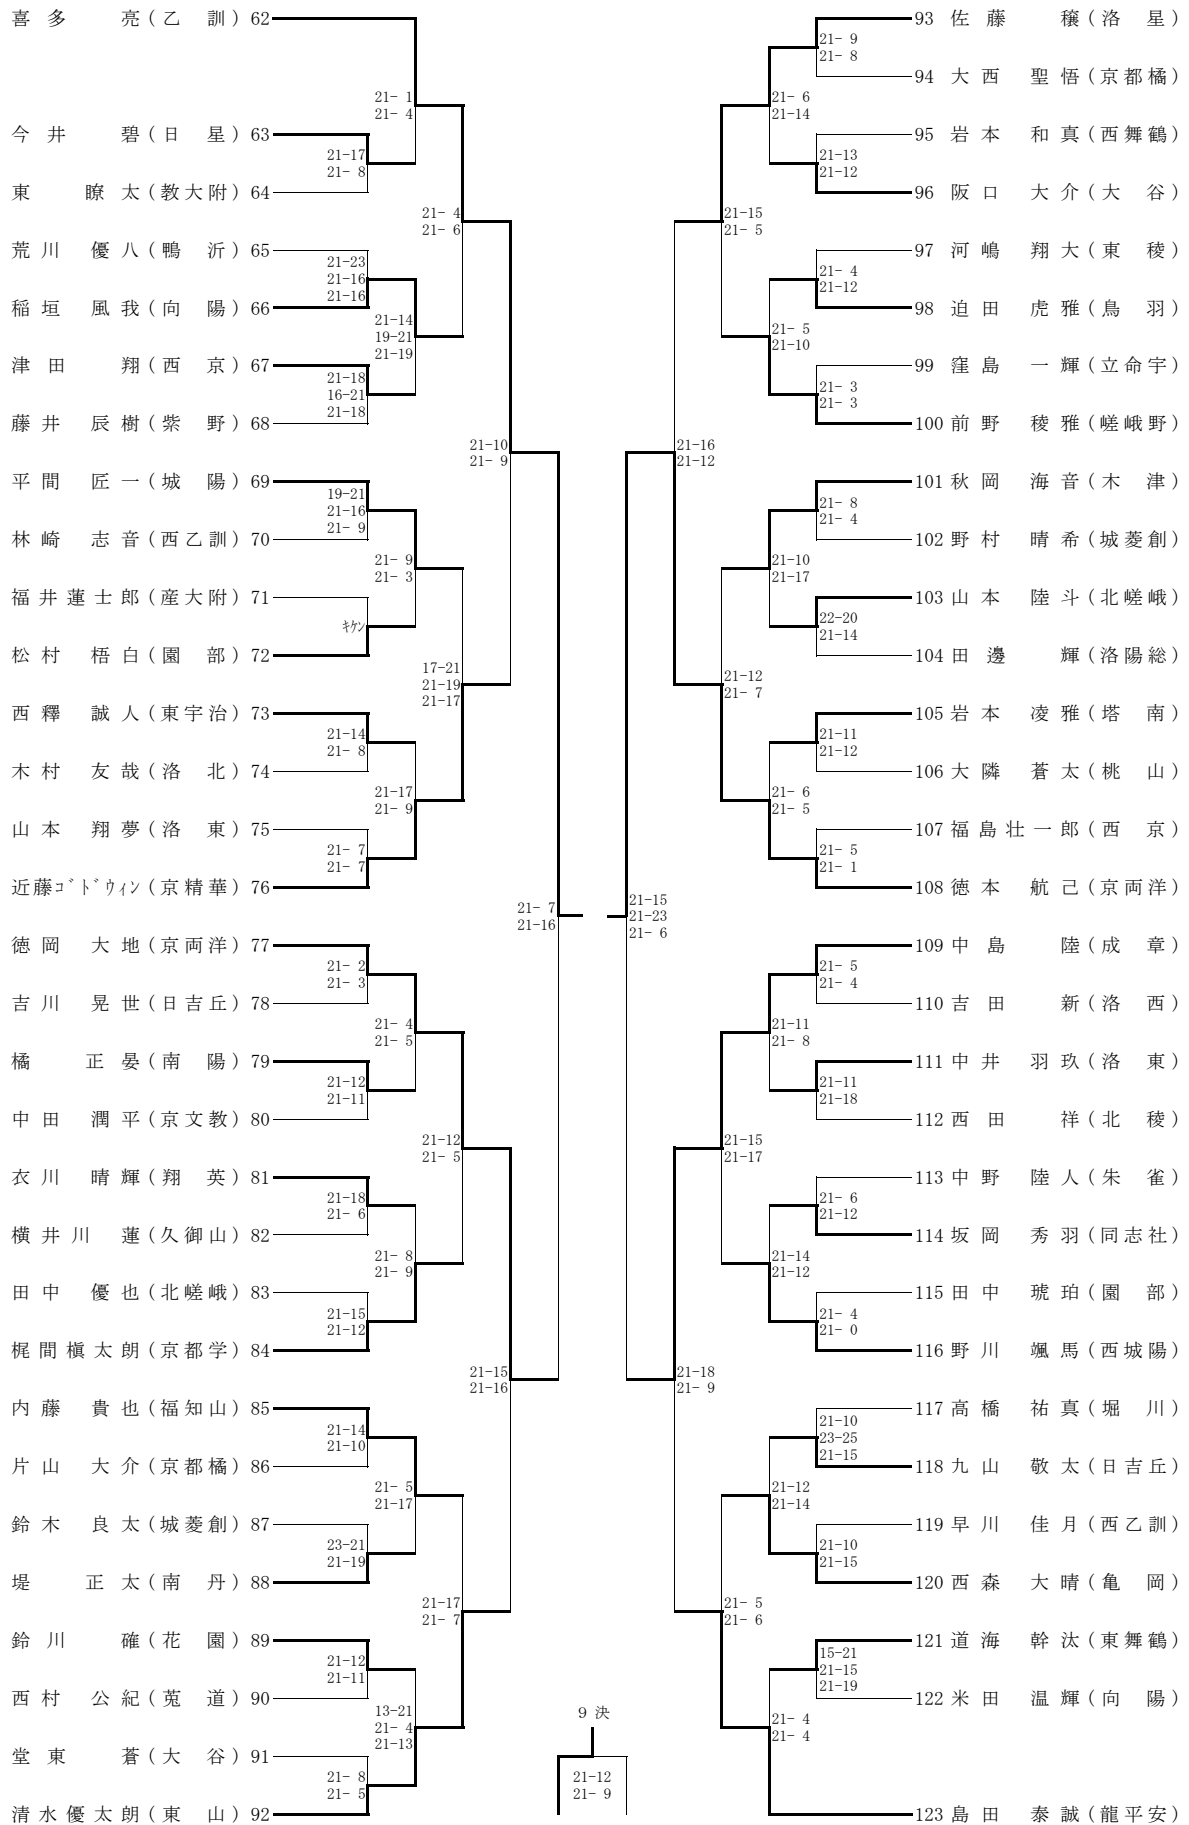 喜多 亮(乙訓) 62
今井 碧(日星) 63
東 瞭太(教大附) 64
荒川 優八(鴨沂) 65
稲垣 風我(向陽) 66
津田 翔(西京) 67
藤井 辰樹(紫野) 68
平間 匠一(城陽) 69
林崎 志音(西乙訓) 70
福井蓮士郎(産大附) 71
松村 梧白(園部) 72
西釋 誠人(東宇治) 73
木村 友哉(洛北) 74
山本 翔夢(洛東) 75
近藤ゴドウィン(京精華) 76
徳岡 大地(京両洋) 77
吉川 晃世(日吉丘) 78
橘 正晏(南陽) 79
中田 潤平(京文教) 80
衣川 晴輝(翔英) 81
横井川 蓮(久御山) 82
田中 優也(北嵯峨) 83
梶間槇太朗(京都学) 84
内藤 貴也(福知山) 85
片山 大介(京都橘) 86
鈴木 良太(城菱創) 87
堤 正太(南丹) 88
鈴川 確(花園) 89
西村 公紀(莵道) 90
堂東 蒼(大谷) 91
清水優太朗(東山) 92
21-17
21- 8
21-23
21-16
21-16
21-18
16-21
21-18
19-21
21-16
21- 9
キケン
21-14
21- 8
21- 7
21- 7
21- 2
21- 3
21-12
21-11
21-18
21- 6
21-15
21-12
21-14
21-10
23-21
21-19
21-12
21-11
21- 8
21- 5
21- 1
21- 4
21-14
19-21
21-19
21- 9
21- 3
21-17
21- 9
21- 4
21- 5
21- 8
21- 9
21- 5
21-17
13-21
21- 4
21-13
21- 4
21- 6
17-21
21-19
21-17
21-12
21- 5
21-17
21- 7
21-10
21- 9
21-15
21-16
21- 7
21-16
9 決
21-12
21- 9
21-15
21-23
21- 6
21-16
21-12
21-18
21- 9
21-15
21- 5
21-12
21- 7
21-15
21-17
21- 5
21- 6
21- 6
21-14
21- 5
21-10
21-10
21-17
21- 6
21- 5
21-11
21- 8
21-14
21-12
21-12
21-14
21- 4
21- 4
21- 9
21- 8
21-13
21-12
21- 4
21-12
21- 3
21- 3
21- 8
21- 4
22-20
21-14
21-11
21-12
21- 5
21- 1
21- 5
21- 4
21-11
21-18
21- 6
21-12
21- 4
21- 0
21-10
23-25
21-15
21-10
21-15
15-21
21-15
21-19
93 佐藤 穣(洛星)
94 大西 聖悟(京都橘)
95 岩本 和真(西舞鶴)
96 阪口 大介(大谷)
97 河嶋 翔大(東稜)
98 迫田 虎雅(鳥羽)
99 窪島 一輝(立命宇)
100 前野 稜雅(嵯峨野)
101 秋岡 海音(木津)
102 野村 晴希(城菱創)
103 山本 陸斗(北嵯峨)
104 田邊 輝(洛陽総)
105 岩本 凌雅(塔南)
106 大隣 蒼太(桃山)
107 福島壮一郎(西京)
108 徳本 航己(京両洋)
109 中島 陸(成章)
110 吉田 新(洛西)
111 中井 羽玖(洛東)
112 西田 祥(北稜)
113 中野 陸人(朱雀)
114 坂岡 秀羽(同志社)
115 田中 琥珀(園部)
116 野川 颯馬(西城陽)
117 高橋 祐真(堀川)
118 九山 敬太(日吉丘)
119 早川 佳月(西乙訓)
120 西森 大晴(亀岡)
121 道海 幹汰(東舞鶴)
122 米田 温輝(向陽)
123 島田 泰誠(龍平安)